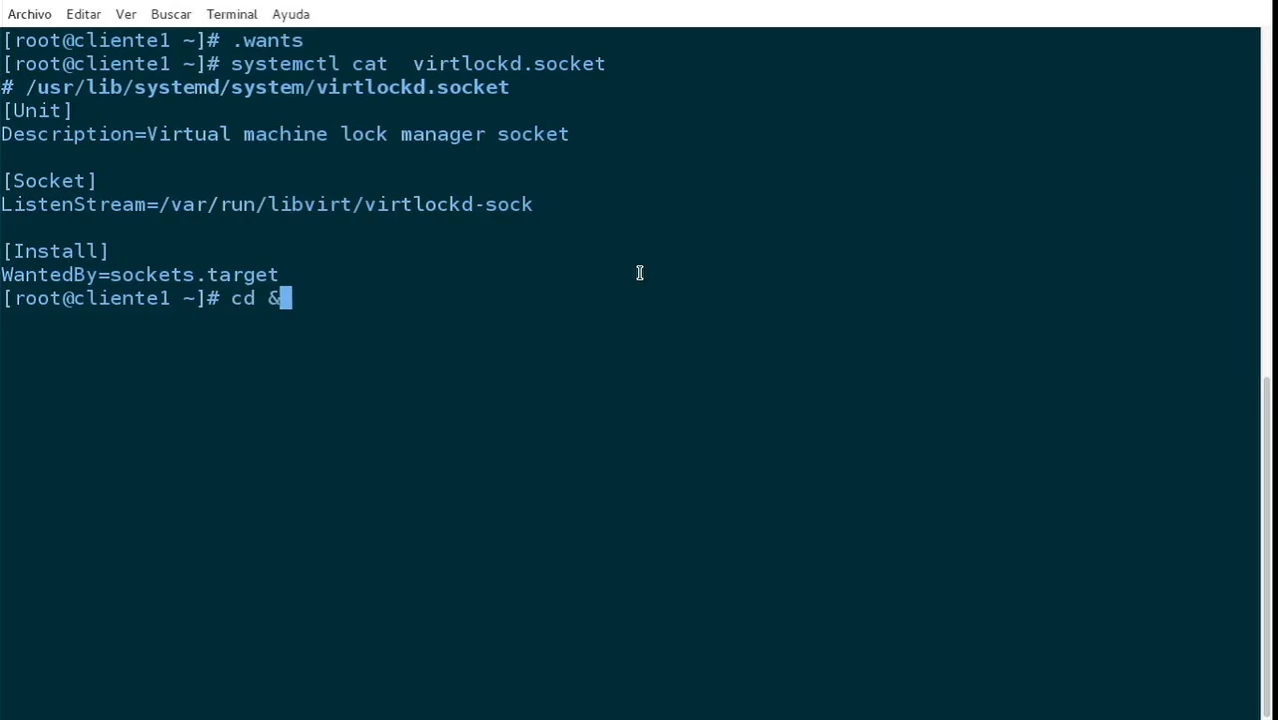 Archivo Editar Ver Buscar Terminal Ayuda
[root@cliente1 ~]# .wants
[root@cliente1 ~]# systemctl cat  virtlockd.socket
# /usr/lib/systemd/system/virtlockd.socket
[Unit]
Description=Virtual machine lock manager socket
[Socket]
ListenStream=/var/run/libvirt/virtlockd-sock
[Install]
WantedBy=sockets.target
[root@cliente1 ~]# cd &